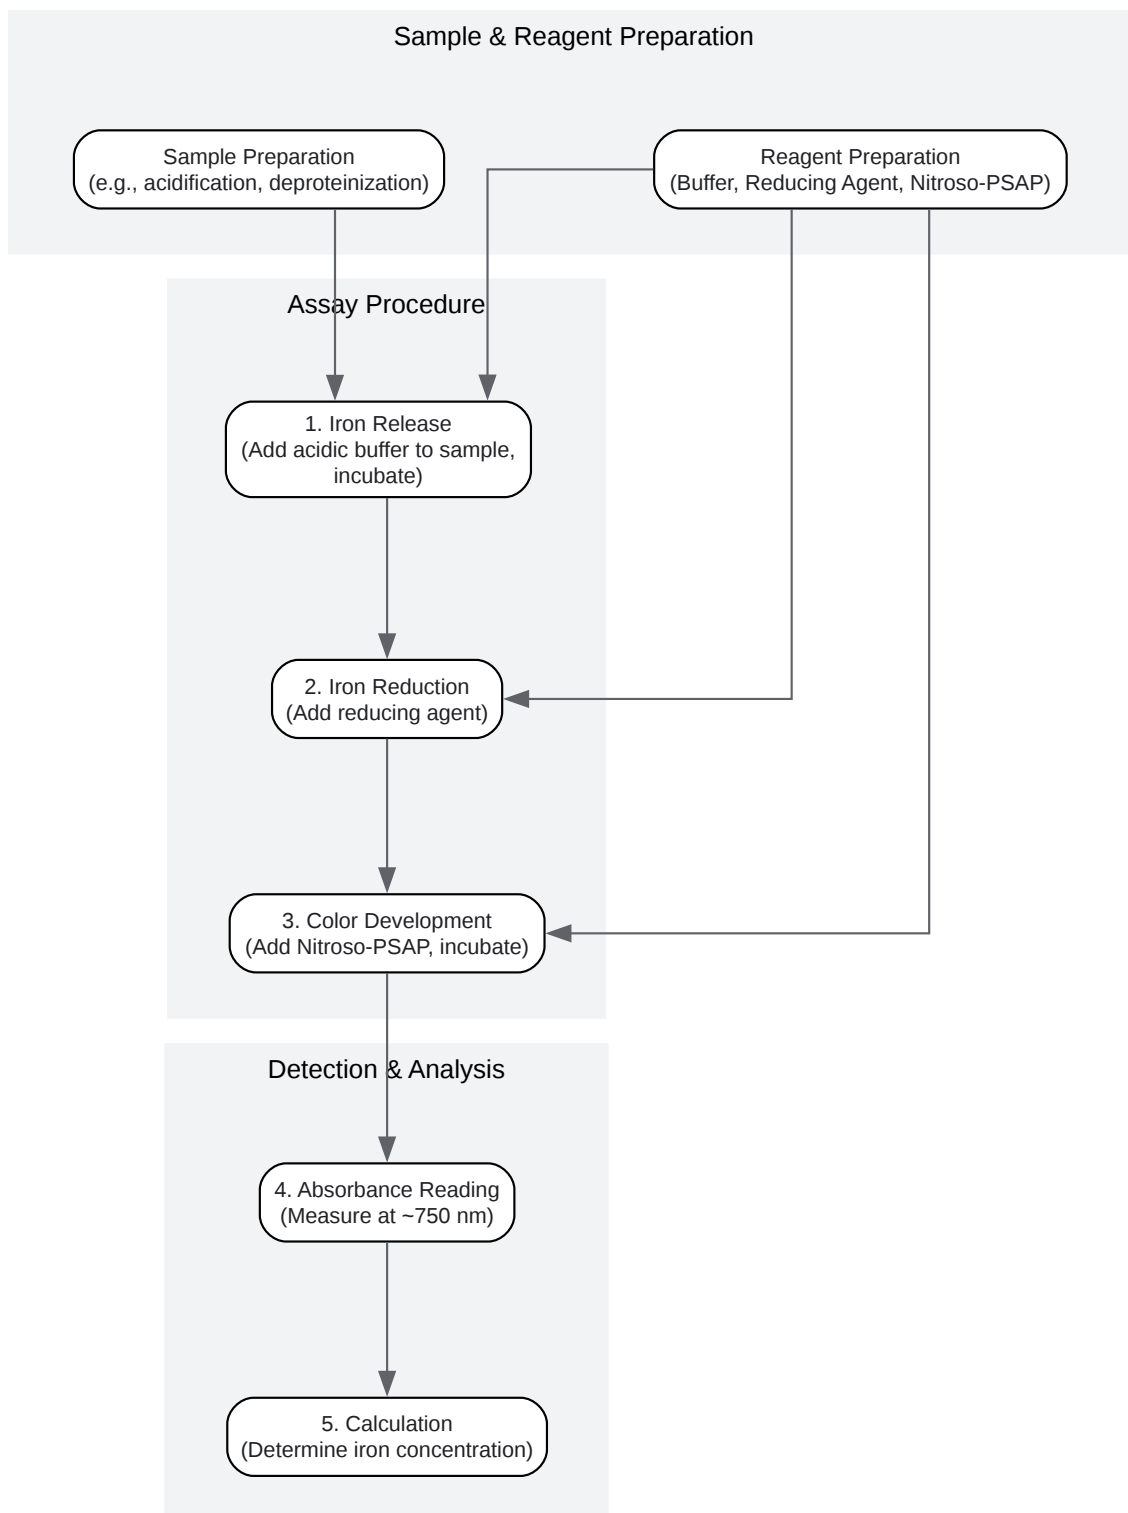 Sample & Reagent Preparation
Sample Preparation
(e.g., acidification, deproteinization)
Reagent Preparation
(Buffer, Reducing Agent, Nitroso-PSAP)
Assay Procedure
1. Iron Release
(Add acidic buffer to sample,
incubate)
2. Iron Reduction
(Add reducing agent)
3. Color Development
(Add Nitroso-PSAP, incubate)
Detection & Analysis
4. Absorbance Reading
(Measure at ~750 nm)
5. Calculation
(Determine iron concentration)